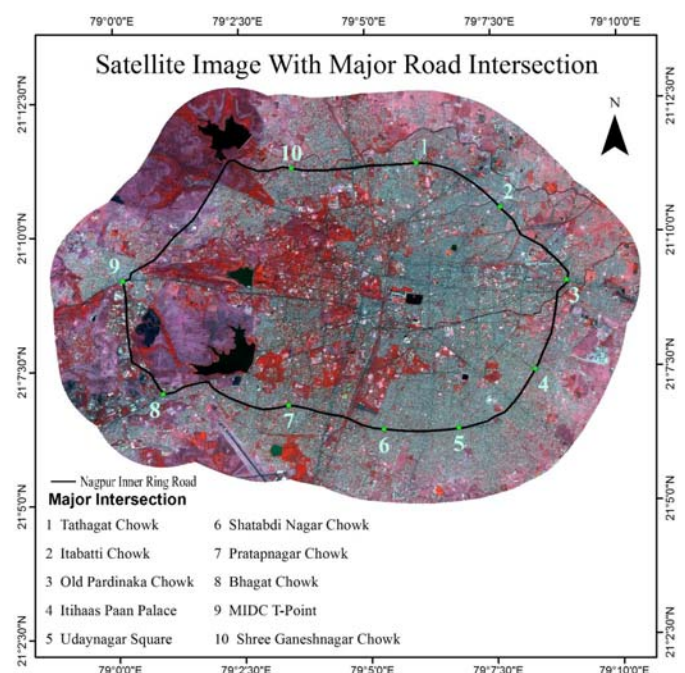 79°0'0"E 79°2'30"E 79°5'0"E 79°7'30"E 79°10'0"E
Satellite Image With Major Road Intersection
21°12'30"N
21°12'30"N
N
10
1
2
21°10'0"N
21°10'0"N
9
3
21°7'30"N
21°7'30"N
4
8
7
6
5
Nagpur Inner Ring Road
Major Intersection
21°5'0"N
21°5'0"N
1 Tathagat Chowk 6 Shatabdi Nagar Chowk
2 Itabatti Chowk 7 Pratapnagar Chowk
3 Old Pardinaka Chowk 8 Bhagat Chowk
4 Itihaas Paan Palace 9 MIDC T-Point
5 Udaynagar Square 10 Shree Ganeshnagar Chowk
21°2'30"N
21°2'30"N
79°0'0"E 79°2'30"E 79°5'0"E 79°7'30"E 79°10'0"E